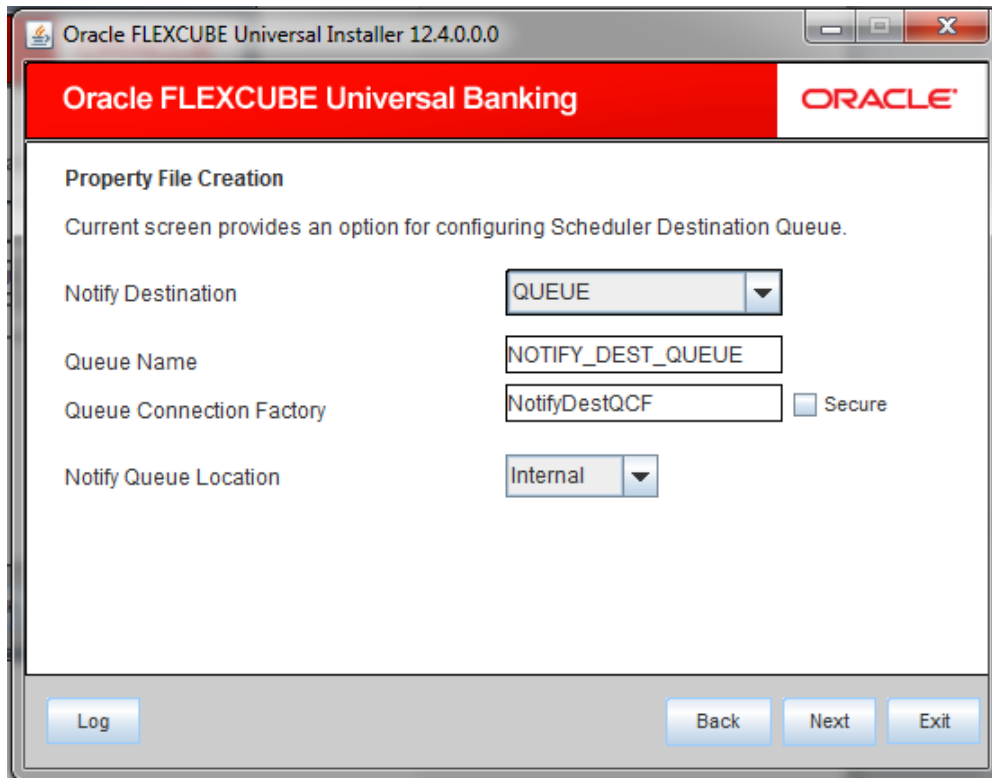 Oracle FLEXCUBE Universal Installer 12.4.0.0.0
Oracle FLEXCUBE Universal Banking
ORACLE
Property File Creation
Current screen provides an option for configuring Scheduler Destination Queue.
Notify Destination QUEUE
Queue Name NOTIFY_DEST_QUEUE
Queue Connection Factory NotifyDestQCF Secure
Notify Queue Location Internal
Log Back Next Exit